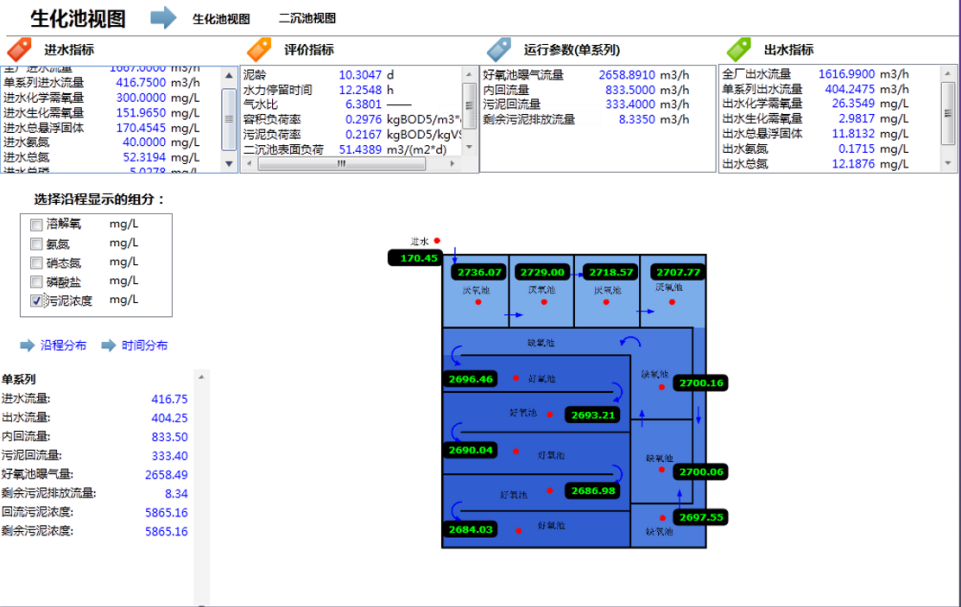 生化池视图
生化池视图
二沉池视图
进水指标
全厂进水流量 1667.0000 m3/h
单系列进水流量 416.7500 m3/h
进水化学需氧量 300.0000 mg/L
进水生化需氧量 151.9650 mg/L
进水总悬浮固体 170.4545 mg/L
进水氨氮 40.0000 mg/L
进水总氮 52.3194 mg/L
进水总磷 5.0278 mg/L
评价指标
泥龄 10.3047 d
水力停留时间 12.2548 h
气水比 6.3801 ——
容积负荷率 0.2976 kgBOD5/m3*
污泥负荷率 0.2167 kgBOD5/kgVS
二沉池表面负荷 51.4389 m3/(m2*d)
运行参数(单系列)
好氧池曝气流量 2658.8910 m3/h
内回流量 833.5000 m3/h
污泥回流量 333.4000 m3/h
剩余污泥排放流量 8.3350 m3/h
出水指标
全厂出水流量 1616.9900 m3/h
单系列出水流量 404.2475 m3/h
出水化学需氧量 26.3549 mg/L
出水生化需氧量 2.9817 mg/L
出水总悬浮固体 11.8132 mg/L
出水氨氮 0.1715 mg/L
出水总氮 12.1876 mg/L
选择沿程显示的组分：
溶解氧 mg/L
氨氮 mg/L
硝态氮 mg/L
磷酸盐 mg/L
污泥浓度 mg/L
沿程分布 时间分布
单系列
进水流量: 416.75
出水流量: 404.25
内回流量: 833.50
污泥回流量: 333.40
好氧池曝气量: 2658.49
剩余污泥排放流量: 8.34
回流污泥浓度: 5865.16
剩余污泥浓度: 5865.16
进水
170.45
2736.07 2729.00 2718.57 2707.77
厌氧池 厌氧池 厌氧池 厌氧池
缺氧池
缺氧池
2700.16
2696.46 好氧池
好氧池 2693.21
2690.04 好氧池
缺氧池
2700.06
好氧池 2686.98
2697.55
缺氧池
2684.03 好氧池